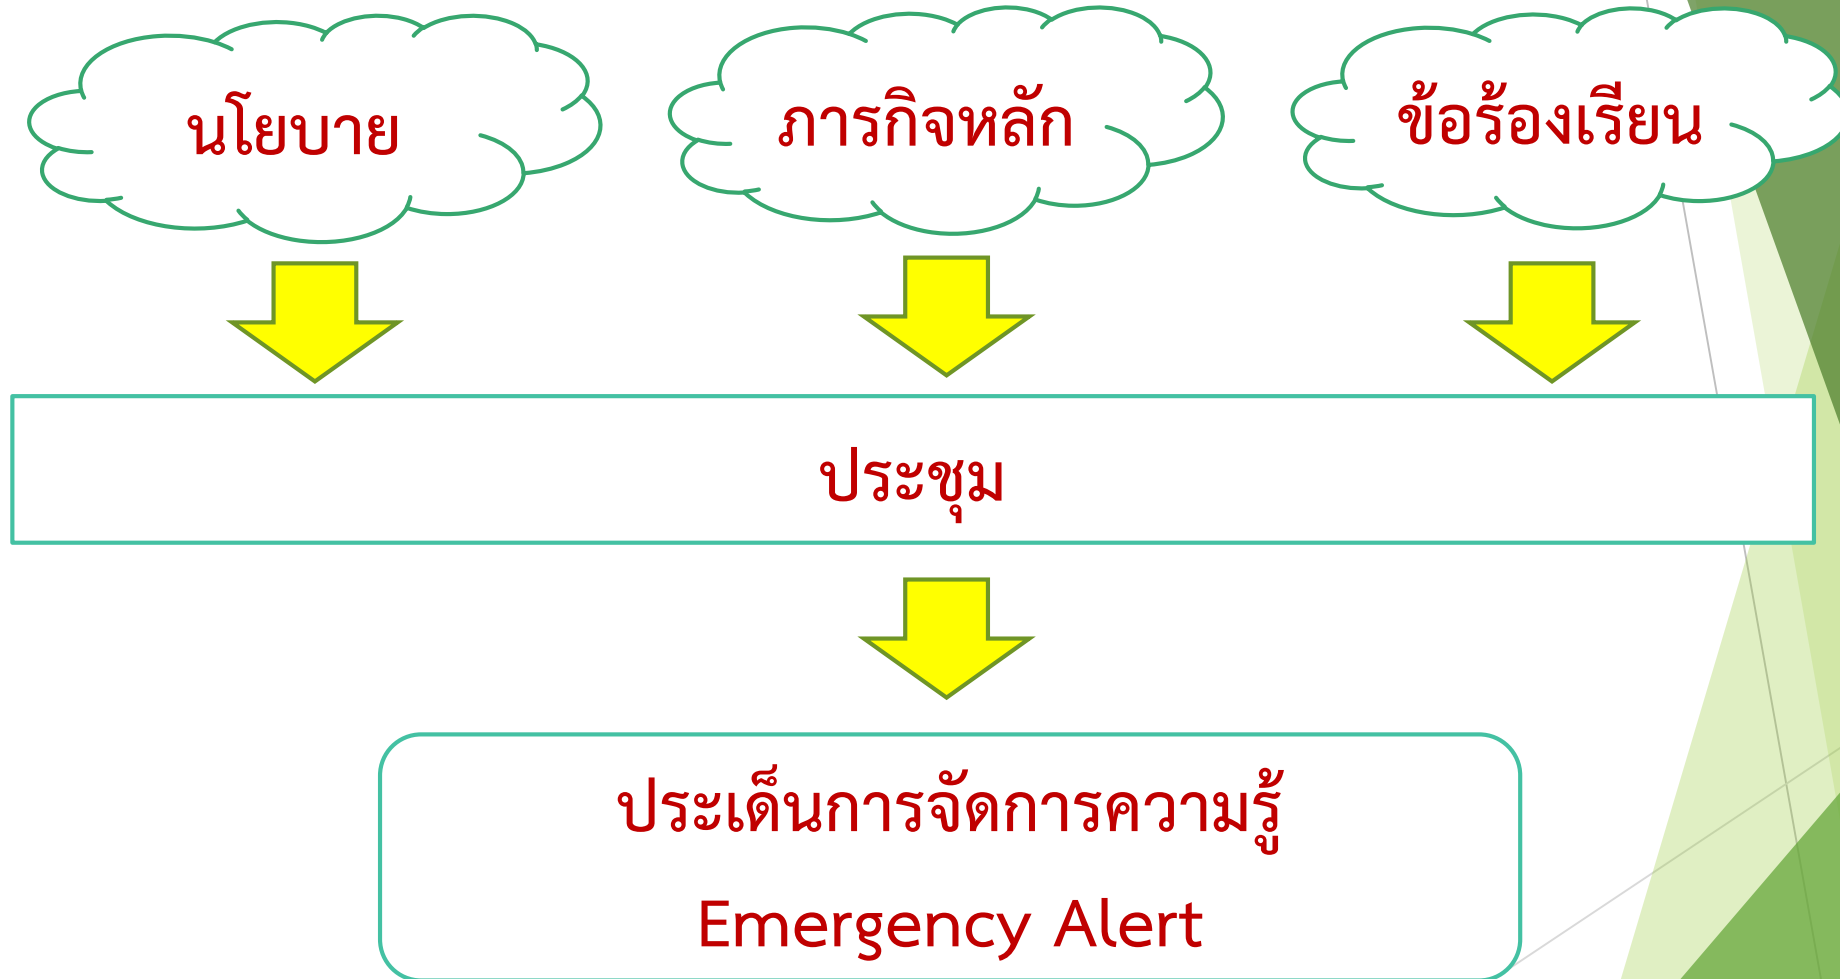 นโยบาย
ภารกิจหลัก
ข้อร้องเรียน
ประชุม
ประเด็นการจัดการความรู้
Emergency Alert